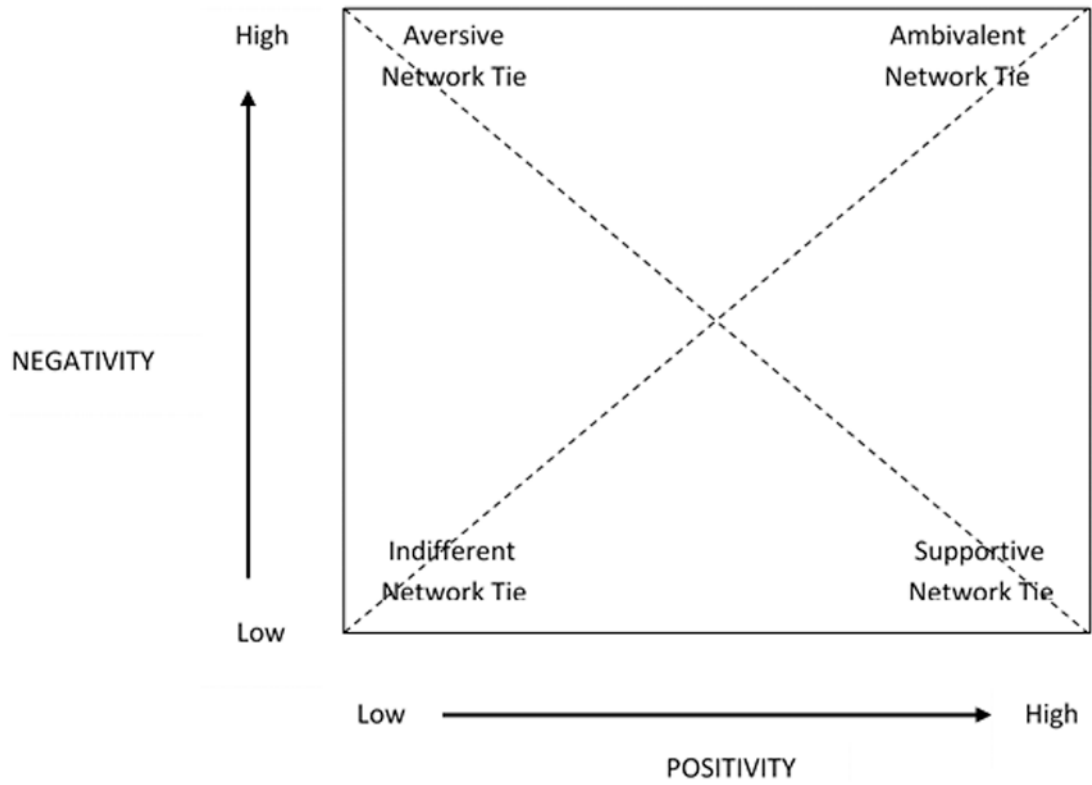 High
Aversive
Network Tie
Ambivalent
Network Tie
NEGATIVITY
Indifferent
Network Tie
Supportive
Network Tie
Low
Low
High
POSITIVITY